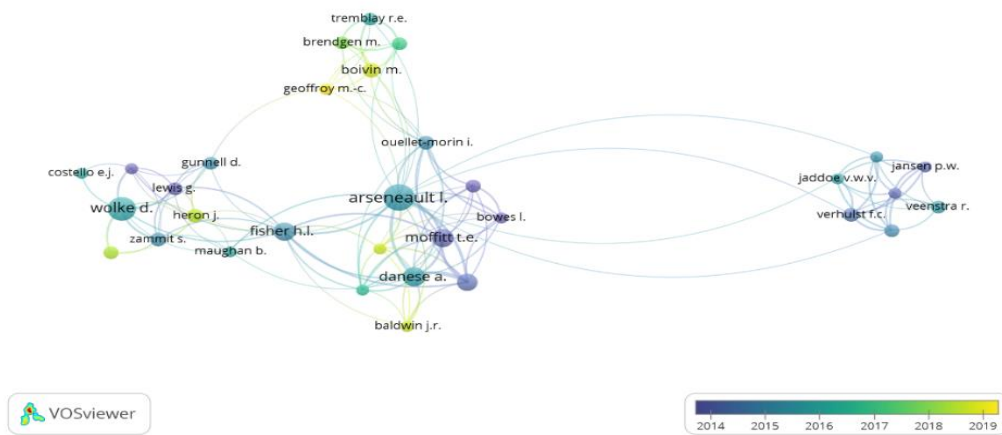 tremblay r.e.
brendgen m.
boivin m.
geoffroy m.-c.
ouellet-morin i.
costello e.j.
gunnell d.
lewis g.
wolke d.
heron j.
zammit s.
maughan b.
fisher h.l.
arseneault l.
bowes l.
moffitt t.e.
danese a.
baldwin j.r.
jansen p.w.
jaddoe v.w.v.
verhulst f.c.
veenstra r.
VOSviewer
2014 2015 2016 2017 2018 2019